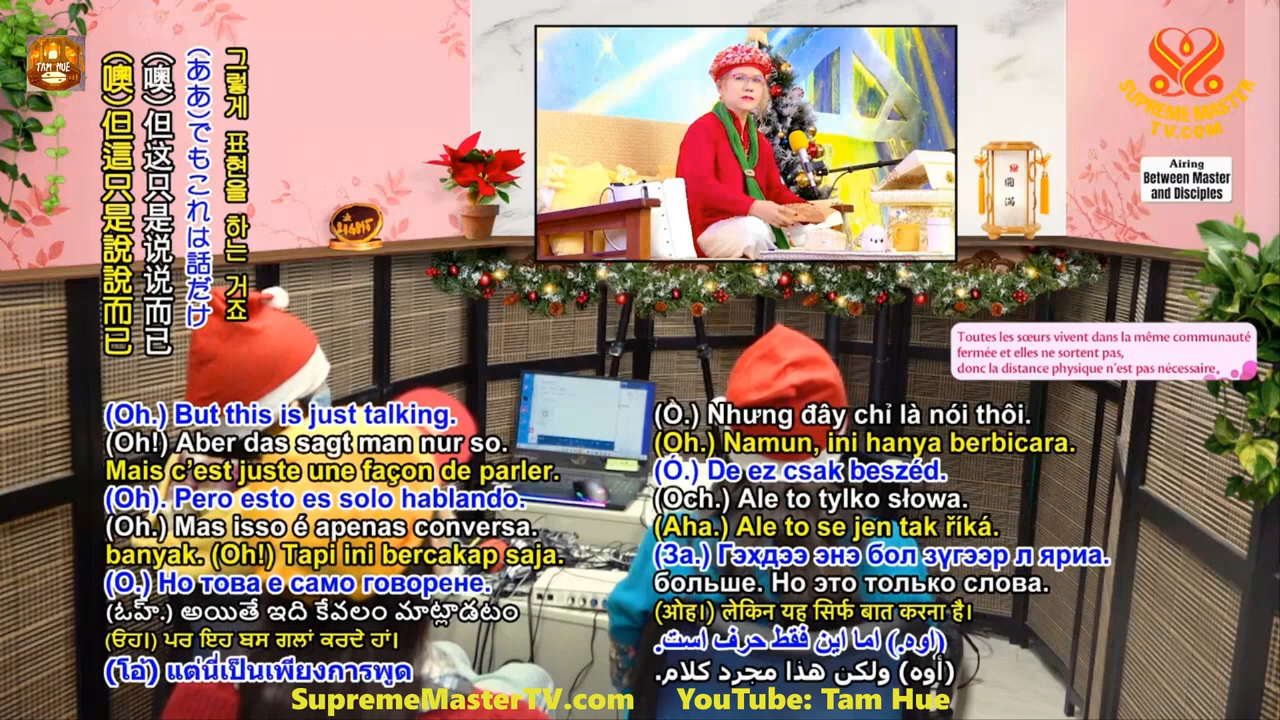 TAM HUE
그렇게 표현을 하는 거죠
(ああ)でもこれは話だけ
(噢)但这只是说说而已
(噢)但這只是說說而已
LIGHT
圓滿
SUPREME MASTER
TV.COM
Airing
Between Master
and Disciples
Toutes les sœurs vivent dans la même communauté
fermée et elles ne sortent pas,
donc la distance physique n'est pas nécessaire.
(Oh.) But this is just talking.
(Oh!) Aber das sagt man nur so.
Mais c'est juste une façon de parler.
(Oh). Pero esto es solo hablando.
(Oh.) Mas isso é apenas conversa.
banyak. (Oh!) Tapi ini bercakap saja.
(О.) Но това е само говорене.
(ఓహ్.) అయితే ఇది కేవలం మాట్లాడటం
(ਓਹ।) ਪਰ ਇਹ ਬਸ ਗਲਾਂ ਕਰਦੇ ਹਾਂ।
(โอ้) แต่นี่เป็นเพียงการพูด
(Ò.) Nhưng đây chỉ là nói thôi.
(Oh.) Namun, ini hanya berbicara.
(Ó.) De ez csak beszéd.
(Och.) Ale to tylko słowa.
(Aha.) Ale to se jen tak říká.
(За.) Гэхдээ энэ бол зүгээр л яриа.
больше. Но это только слова.
(ओह।) लेकिन यह सिर्फ बात करना है।
(اوه.) اما این فقط حرف است.
(أوه) ولكن هذا مجرد كلام.
SupremeMasterTV.com YouTube: Tam Hue